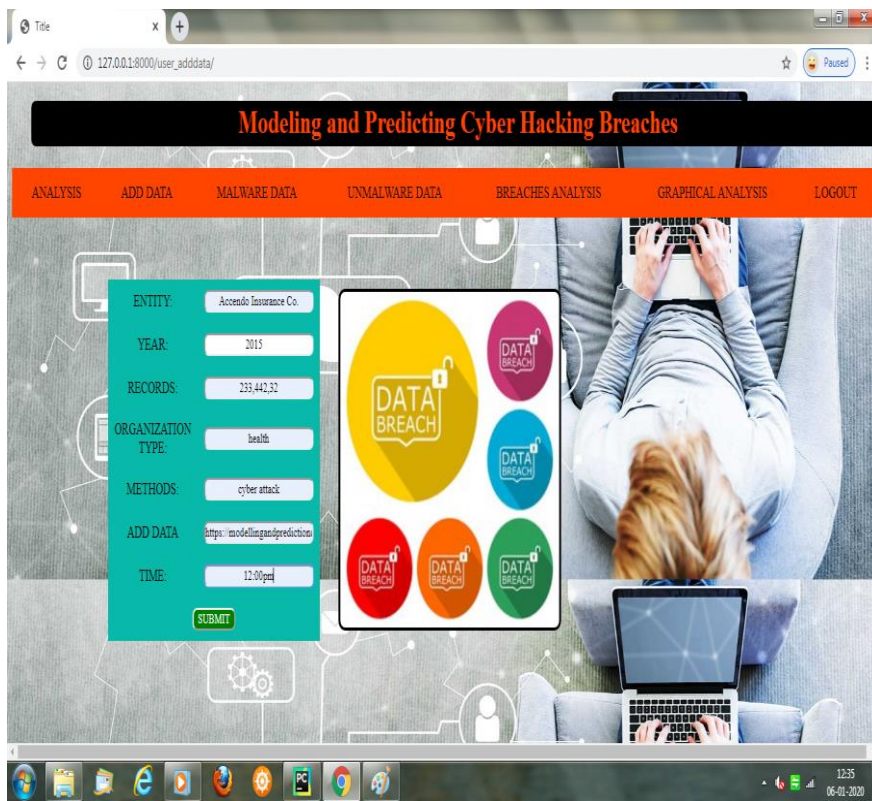 Title
127.0.0.1:8000/user_adddata/
Paused
Modeling and Predicting Cyber Hacking Breaches
ANALYSIS ADD DATA MALWARE DATA UNMALWARE DATA BREACHES ANALYSIS GRAPHICAL ANALYSIS LOGOUT
ENTITY: Accendo Insurance Co.
YEAR: 2015
RECORDS: 233,442,32
ORGANIZATION
TYPE: health
METHODS: cyber attack
ADD DATA https://modellingandprediction
TIME: 12:00pm
SUBMIT
DATA
BREACH
DATA
BREACH
DATA
BREACH
DATA
BREACH
DATA
BREACH
DATA
BREACH
PC
12:35
06-01-2020